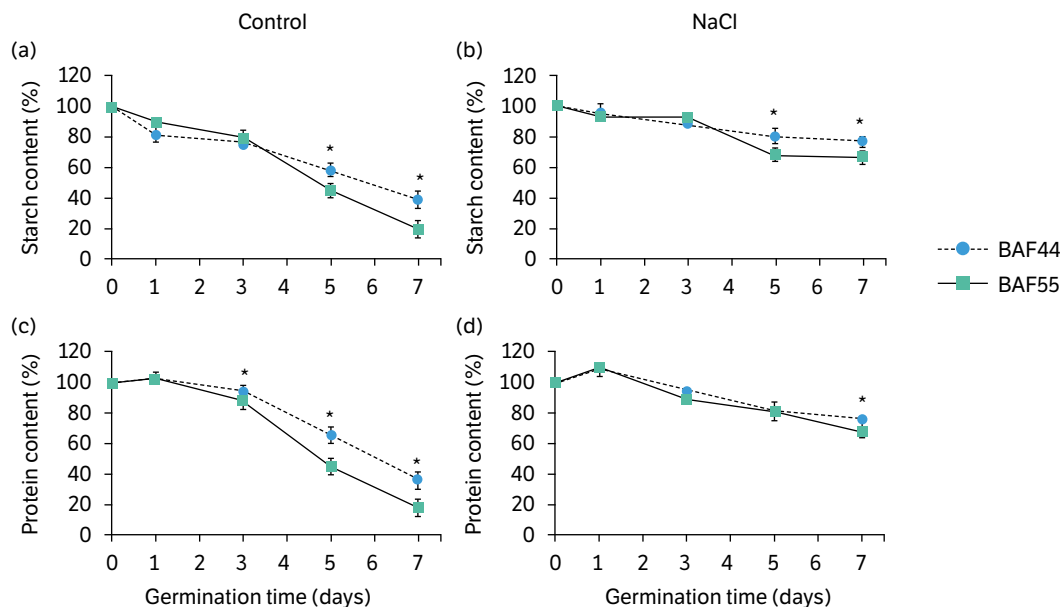 Control
NaCl
(a)
120
100
80
60
40
20
0
Starch content (%)
* *
0 1 2 3 4 5 6 7
(b)
120
100
80
60
40
20
0
Starch content (%)
* *
0 1 2 3 4 5 6 7
BAF44
BAF55
(c)
120
100
80
60
40
20
0
Protein content (%)
* * *
0 1 2 3 4 5 6 7
Germination time (days)
(d)
120
100
80
60
40
20
0
Protein content (%)
*
0 1 2 3 4 5 6 7
Germination time (days)